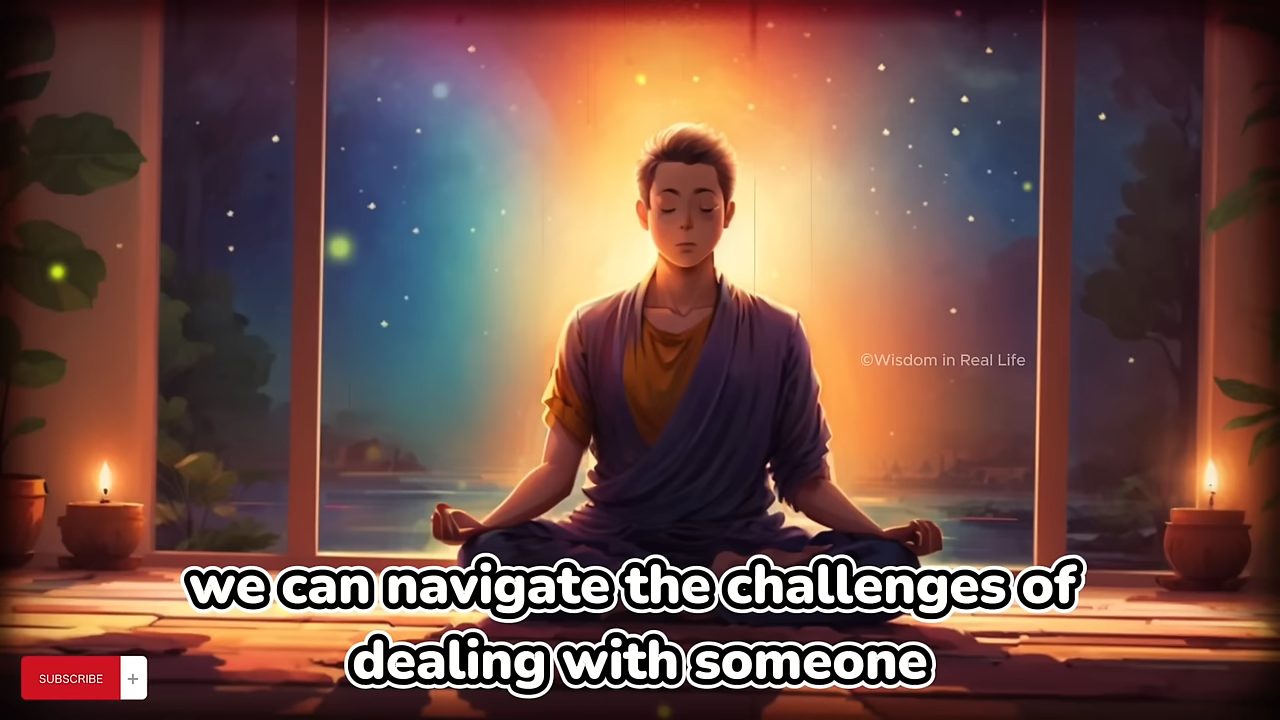 ©Wisdom in Real Life
we can navigate the challenges of
dealing with someone
SUBSCRIBE +